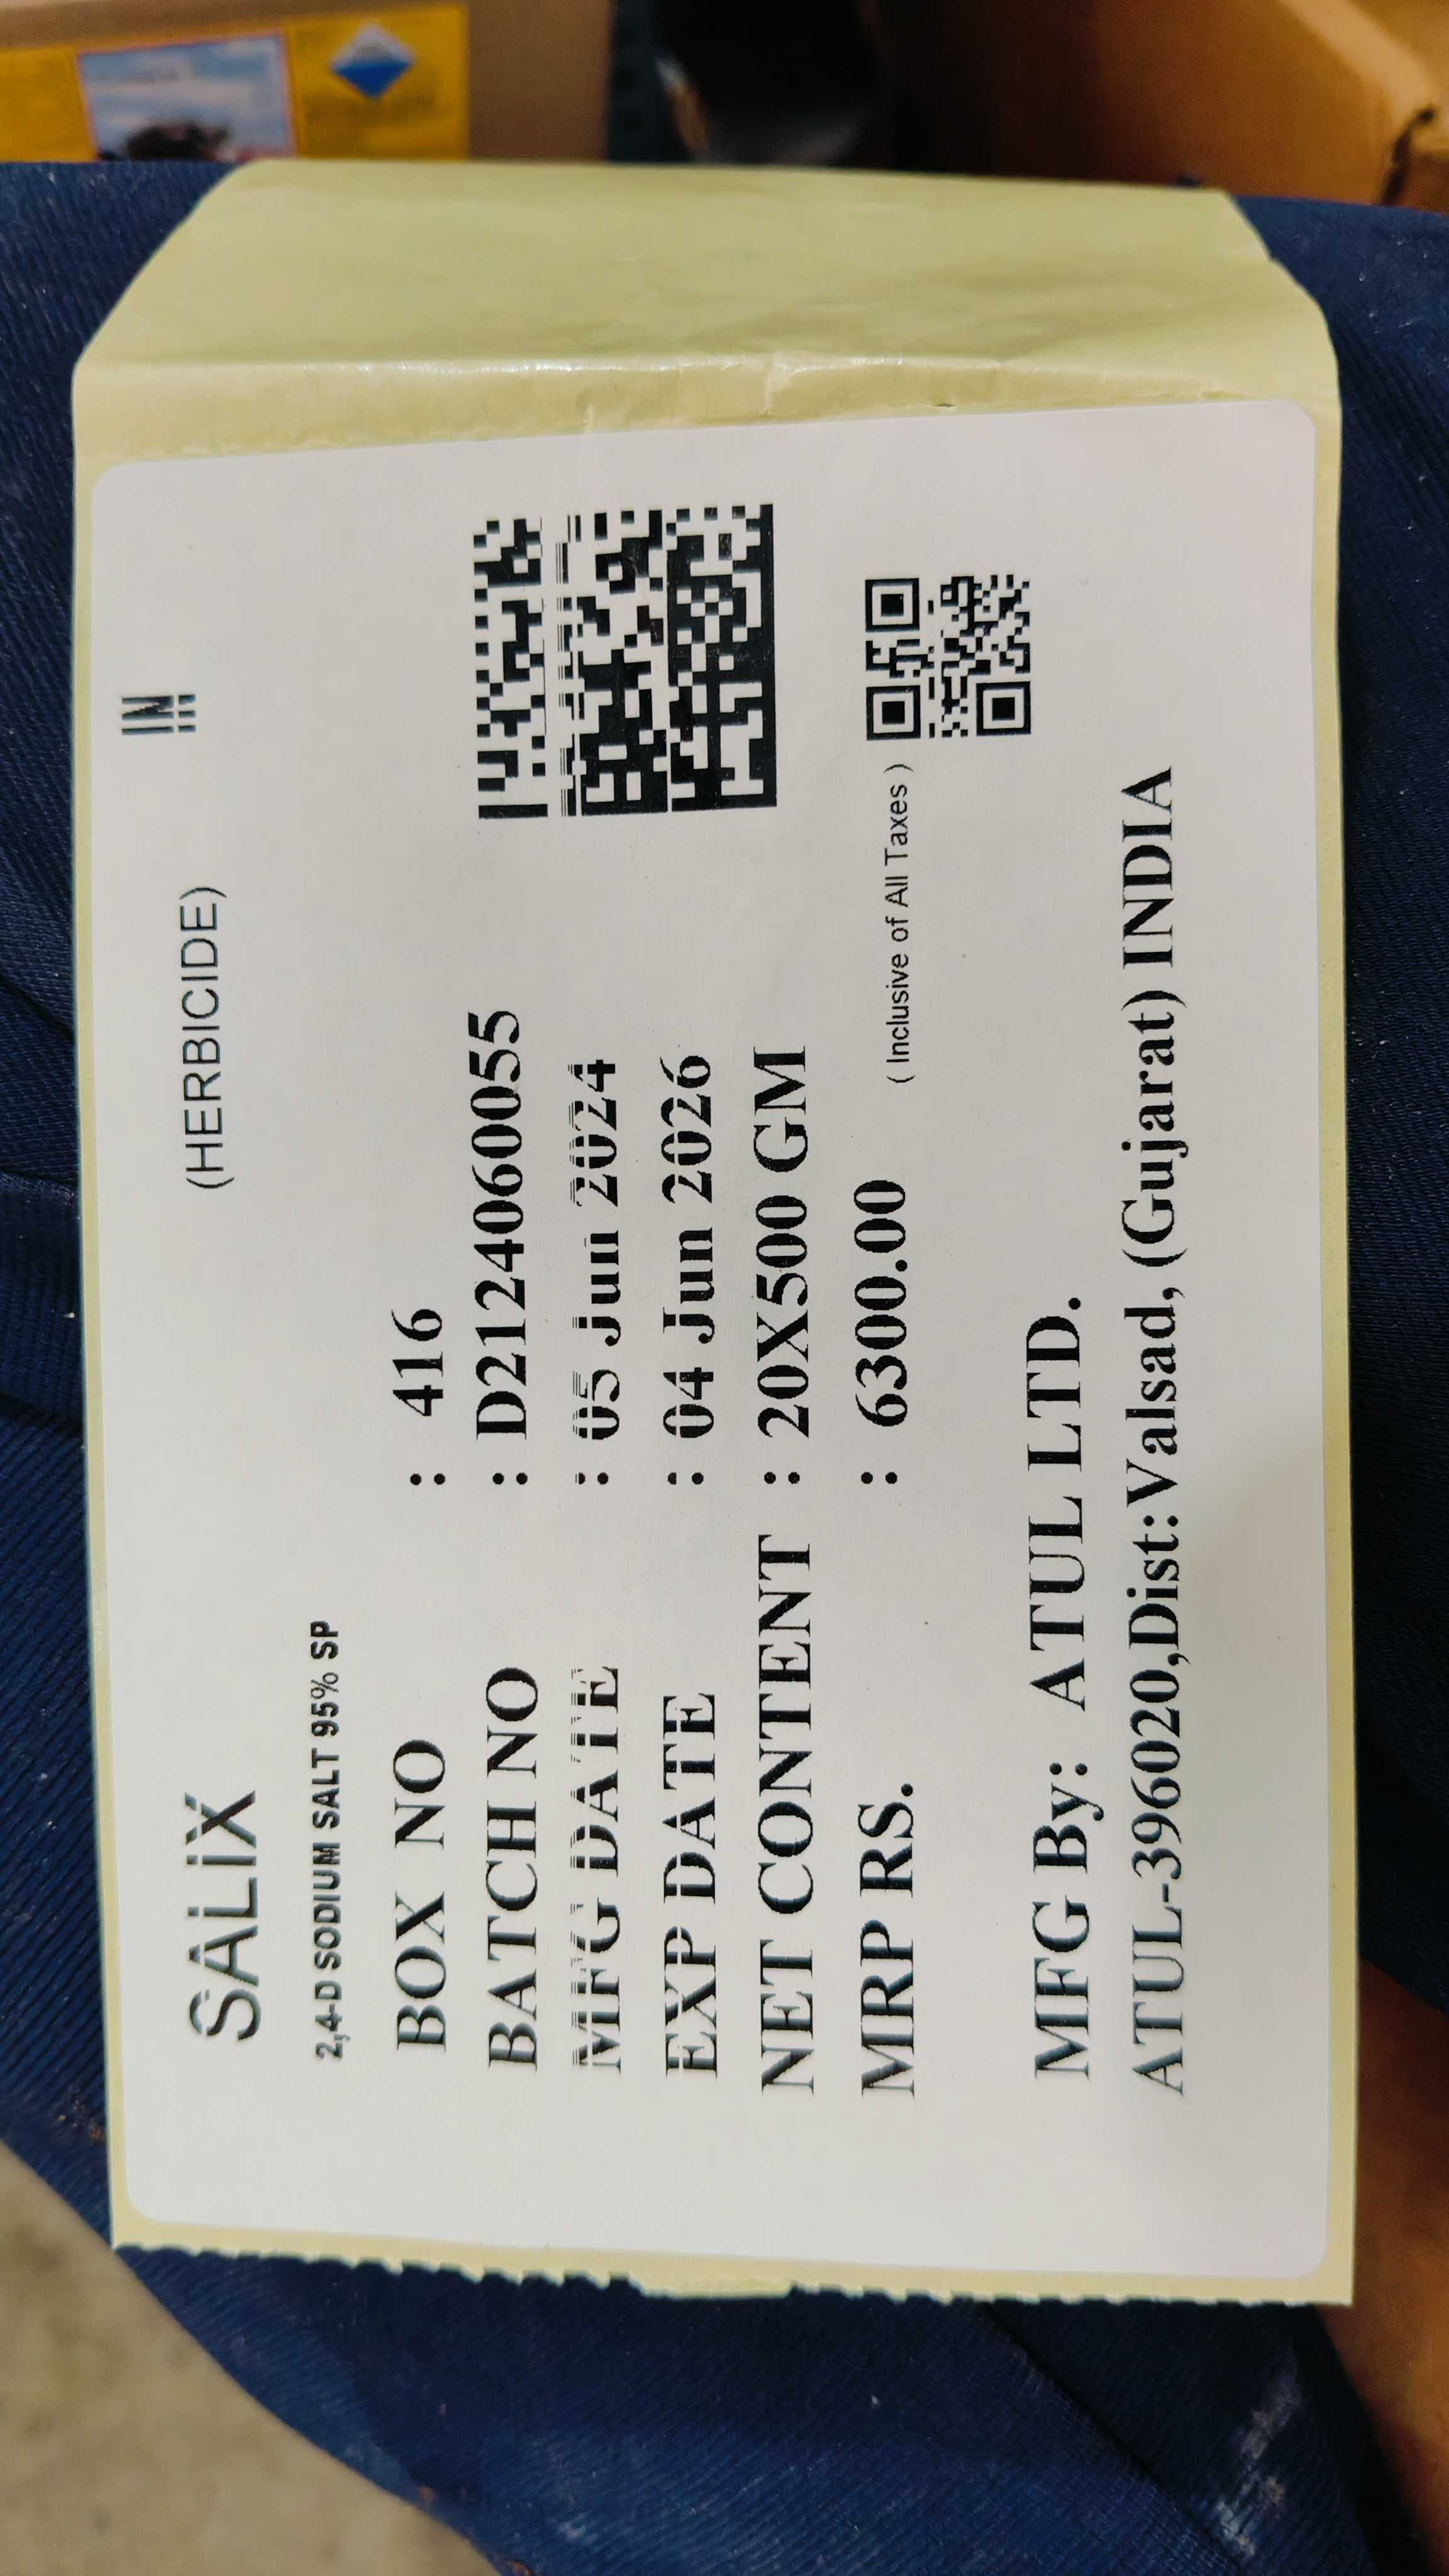 IN
SALIX (HERBICIDE)
2,4-D SODIUM SALT 95% SP
BOX NO : 416
BATCH NO : D2124060055
MFG DATE : 05 Jun 2024
EXP DATE : 04 Jun 2026
NET CONTENT : 20X500 GM
MRP RS. : 6300.00 ( Inclusive of All Taxes )
MFG By: ATUL LTD.
ATUL-396020,Dist:Valsad, (Gujarat) INDIA